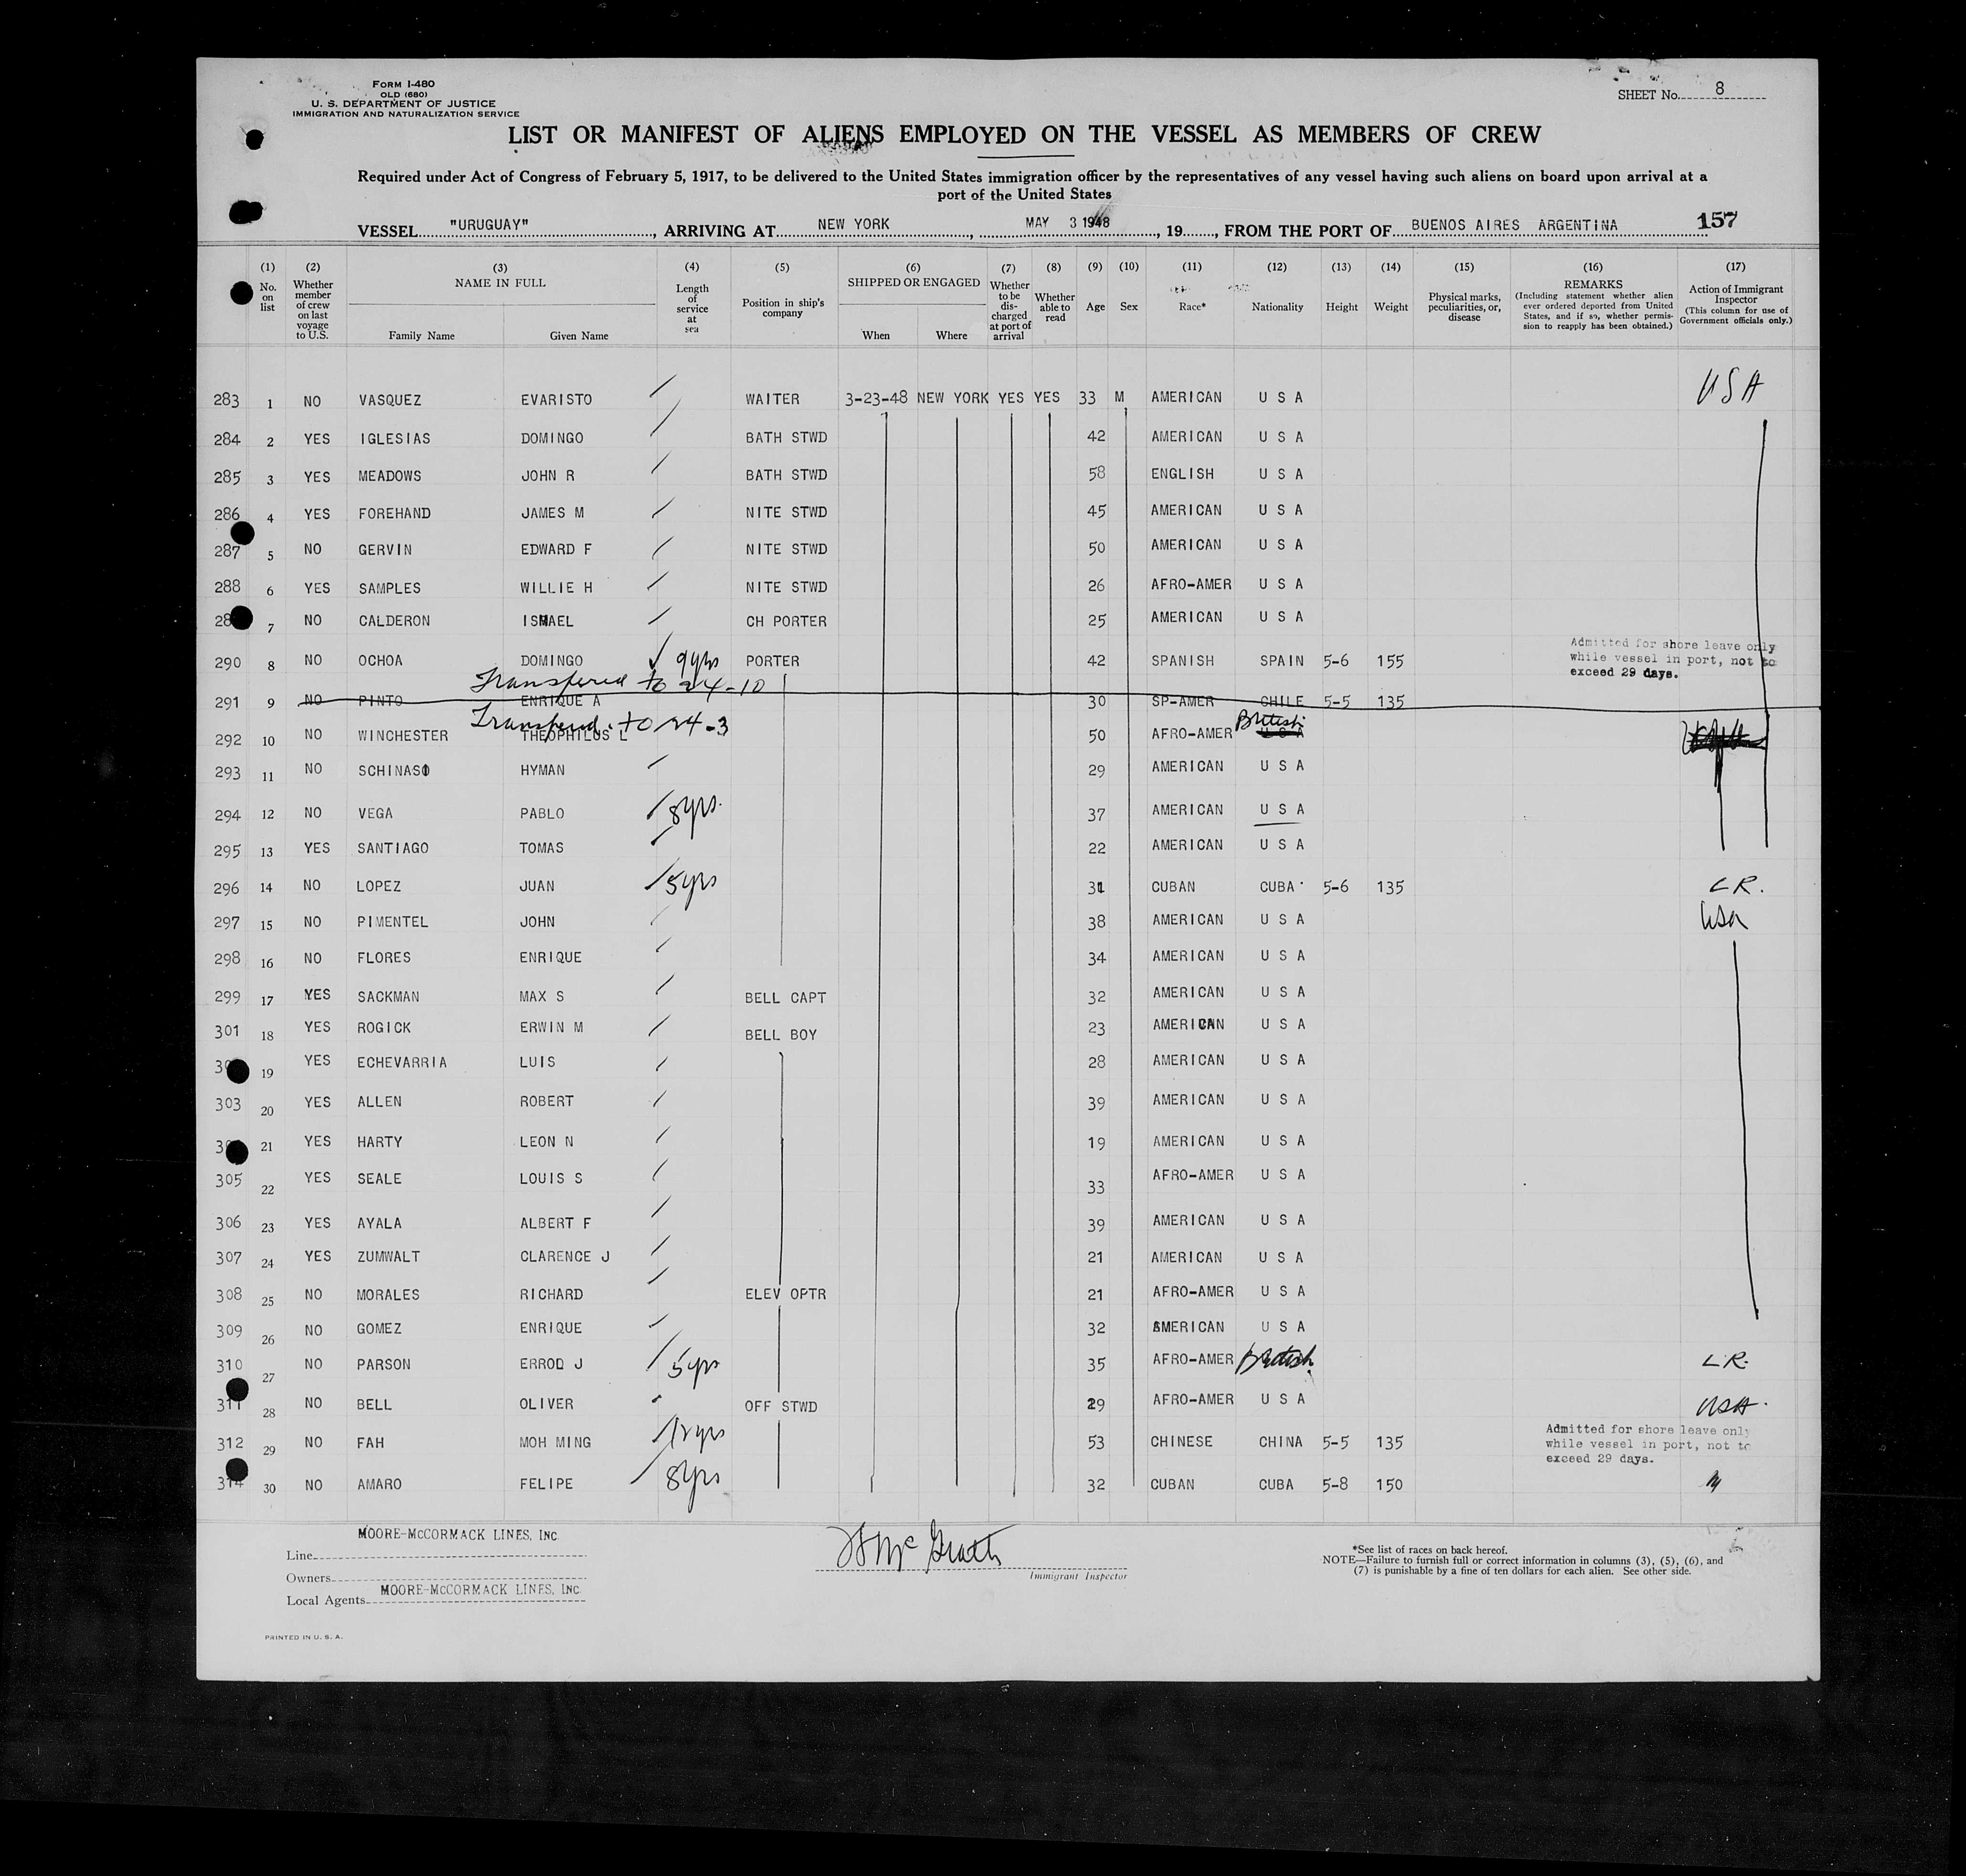 FORM I-480
OLD (680)
U. S. DEPARTMENT OF JUSTICE
IMMIGRATION AND NATURALIZATION SERVICE
SHEET No. 8
LIST OR MANIFEST OF ALIENS EMPLOYED ON THE VESSEL AS MEMBERS OF CREW
Required under Act of Congress of February 5, 1917, to be delivered to the United States immigration officer by the representatives of any vessel having such aliens on board upon arrival at a
port of the United States
VESSEL "URUGUAY", ARRIVING AT NEW YORK, MAY 3 1948, 19, FROM THE PORT OF BUENOS AIRES ARGENTINA 157
(1) No. on list
(2) Whether member of crew on last voyage to U.S.
(3) NAME IN FULL Family Name Given Name
(4) Length of service at sea
(5) Position in ship's company
(6) SHIPPED OR ENGAGED When Where
(7) Whether to be discharged at port of arrival
(8) Whether able to read
(9) Age
(10) Sex
(11) Race*
(12) Nationality
(13) Height
(14) Weight
(15) Physical marks, peculiarities, or, disease
(16) REMARKS (Including statement whether alien ever ordered deported from United States, and if so, whether permission to reapply has been obtained.)
(17) Action of Immigrant Inspector (This column for use of Government officials only.)
283 1 NO VASQUEZ EVARISTO WAITER 3-23-48 NEW YORK YES YES 33 M AMERICAN U S A USA
284 2 YES IGLESIAS DOMINGO BATH STWD 42 AMERICAN U S A
285 3 YES MEADOWS JOHN R BATH STWD 58 ENGLISH U S A
286 4 YES FOREHAND JAMES M NITE STWD 45 AMERICAN U S A
287 5 NO GERVIN EDWARD F NITE STWD 50 AMERICAN U S A
288 6 YES SAMPLES WILLIE H NITE STWD 26 AFRO-AMER U S A
28 7 NO CALDERON ISMAEL CH PORTER 25 AMERICAN U S A
290 8 NO OCHOA DOMINGO 9yrs PORTER 42 SPANISH SPAIN 5-6 155 Admitted for shore leave only
while vessel in port, not to
exceed 29 days.
Transfered to 24-10
291 9 NO PINTO ENRIQUE A 30 SP-AMER CHILE 5-5 135
Transfered to 24-3
British
292 10 NO WINCHESTER THEOPHILUS L 50 AFRO-AMER U S A
293 11 NO SCHINASI HYMAN 29 AMERICAN U S A
294 12 NO VEGA PABLO 8yrs. 37 AMERICAN U S A
295 13 YES SANTIAGO TOMAS 22 AMERICAN U S A
296 14 NO LOPEZ JUAN 5yrs 31 CUBAN CUBA 5-6 135 LR.
297 15 NO PIMENTEL JOHN 38 AMERICAN U S A USA
298 16 NO FLORES ENRIQUE 34 AMERICAN U S A
299 17 YES SACKMAN MAX S BELL CAPT 32 AMERICAN U S A
301 18 YES ROGICK ERWIN M BELL BOY 23 AMERICAN U S A
30 19 YES ECHEVARRIA LUIS 28 AMERICAN U S A
303 20 YES ALLEN ROBERT 39 AMERICAN U S A
30 21 YES HARTY LEON N 19 AMERICAN U S A
305 22 YES SEALE LOUIS S 33 AFRO-AMER U S A
306 23 YES AYALA ALBERT F 39 AMERICAN U S A
307 24 YES ZUMWALT CLARENCE J 21 AMERICAN U S A
308 25 NO MORALES RICHARD ELEV OPTR 21 AFRO-AMER U S A
309 26 NO GOMEZ ENRIQUE 32 AMERICAN U S A
310 27 NO PARSON ERROL J 5yrs 35 AFRO-AMER British L.R.
311 28 NO BELL OLIVER OFF STWD 29 AFRO-AMER U S A USA.
312 29 NO FAH MOH MING 12yrs 53 CHINESE CHINA 5-5 135 Admitted for shore leave only
while vessel in port, not to
exceed 29 days.
314 30 NO AMARO FELIPE 8yrs 32 CUBAN CUBA 5-8 150
Line MOORE-McCORMACK LINES, INC.
Owners
Local Agents MOORE-McCORMACK LINES, INC.
McGrath
Immigrant Inspector
*See list of races on back hereof.
NOTE—Failure to furnish full or correct information in columns (3), (5), (6), and
(7) is punishable by a fine of ten dollars for each alien. See other side.
PRINTED IN U. S. A.